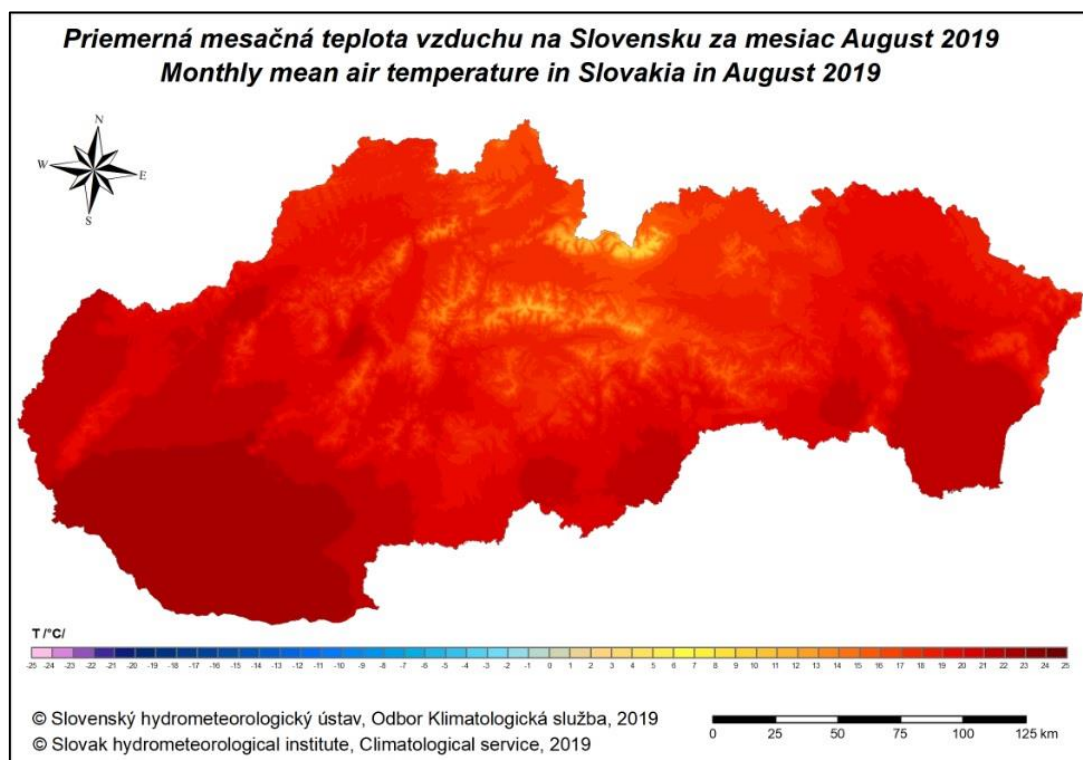 Priemerná mesačná teplota vzduchu na Slovensku za mesiac August 2019
Monthly mean air temperature in Slovakia in August 2019
N
W
E
S
T /°C/
-25 -24 -23 -22 -21 -20 -19 -18 -17 -16 -15 -14 -13 -12 -11 -10 -9 -8 -7 -6 -5 -4 -3 -2 -1 0 1 2 3 4 5 6 7 8 9 10 11 12 13 14 15 16 17 18 19 20 21 22 23 24 25
© Slovenský hydrometeorologický ústav, Odbor Klimatologická služba, 2019
© Slovak hydrometeorological institute, Climatological service, 2019
0 25 50 75 100 125 km